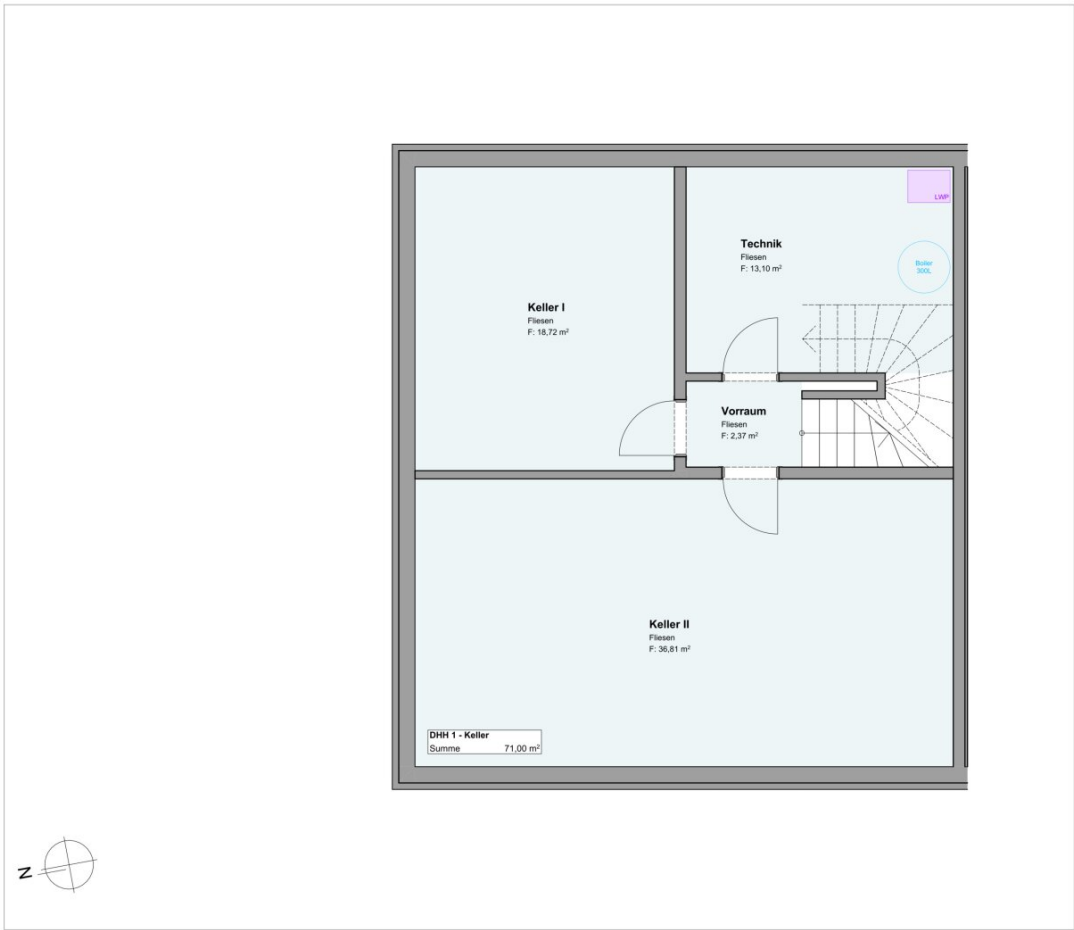 LWP
Technik
Fliesen
F: 13,10 m²
Boiler
300L
Keller I
Fliesen
F: 18,72 m²
Vorraum
Fliesen
F: 2,37 m²
Keller II
Fliesen
F: 36,81 m²
DHH 1 - Keller
Summe 71,00 m²
N